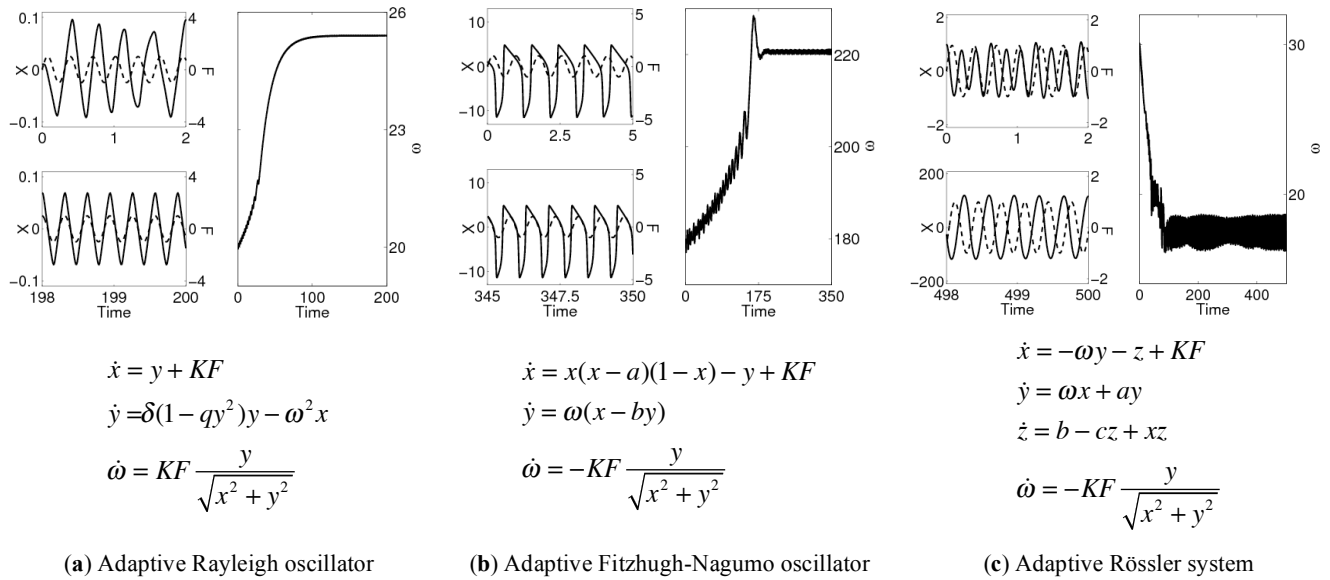 0.1
X 0
−0.1
0 1 2
4
0 F
−4
0.1
X 0
−0.1
198 199 200
Time
4
0 F
−4
26
23
20
ω
0 100 200
Time
10
X 0
−10
0 2.5 5
5
0 F
−5
10
X 0
−10
345 347.5 350
Time
5
0 F
−5
220
200
180
ω
0 175 350
Time
2
X 0
−2
0 1 2
2
0 F
−2
200
X 0
−200
498 499 500
Time
2
0 F
−2
30
20
ω
0 200 400
Time
ẋ = y + KF
ẏ = δ(1 − qy²)y − ω²x
ω̇ = KF y / √(x² + y²)
(a) Adaptive Rayleigh oscillator
ẋ = x(x − a)(1 − x) − y + KF
ẏ = ω(x − by)
ω̇ = −KF y / √(x² + y²)
(b) Adaptive Fitzhugh-Nagumo oscillator
ẋ = −ωy − z + KF
ẏ = ωx + ay
ż = b − cz + xz
ω̇ = −KF y / √(x² + y²)
(c) Adaptive Rössler system